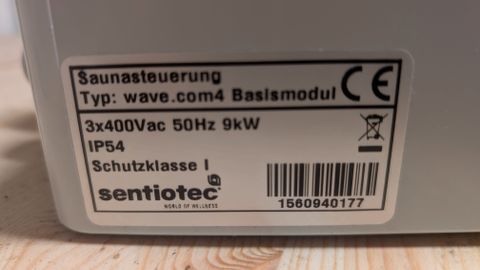 Saunasteuerung
Typ: wave.com4 Basismodul
CE
3x400Vac 50Hz 9kW
IP54
Schutzklasse I
sentiotec
WORLD OF WELLNESS
1560940177